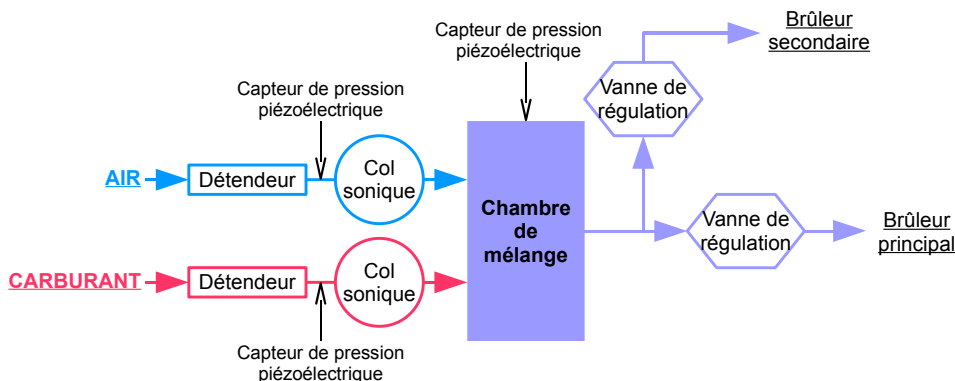 Capteur de pression
piézoélectrique
Brûleur
secondaire
Vanne de
régulation
Capteur de pression
piézoélectrique
AIR
Détendeur
Col
sonique
Chambre
de
mélange
Vanne de
régulation
Brûleur
principal
CARBURANT
Détendeur
Col
sonique
Capteur de pression
piézoélectrique